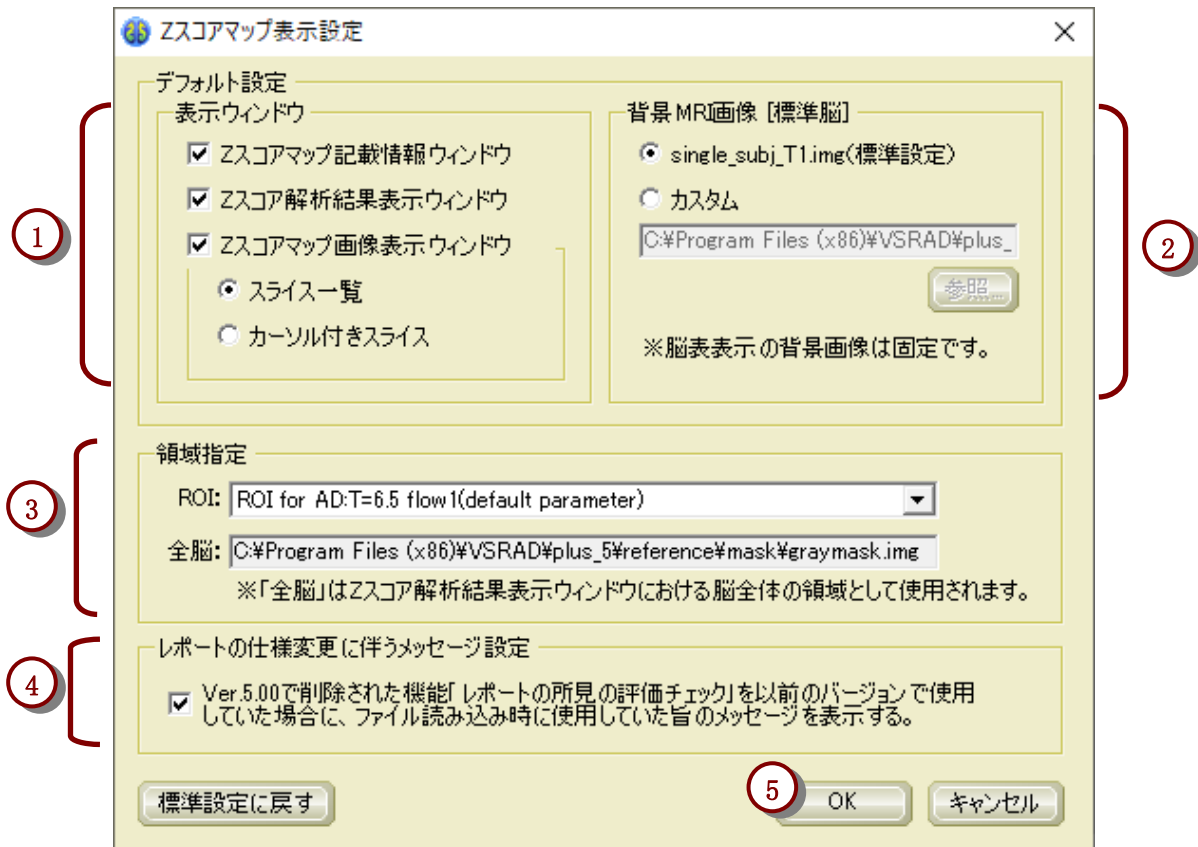 Zスコアマップ表示設定
デフォルト設定
表示ウィンドウ
Zスコアマップ記載情報ウィンドウ
Zスコア解析結果表示ウィンドウ
Zスコアマップ画像表示ウィンドウ
スライス一覧
カーソル付きスライス
1
背景MRI画像 [標準脳]
single_subj_T1.img(標準設定)
カスタム
C:¥Program Files (x86)¥VSRAD¥plus_
参照...
※脳表表示の背景画像は固定です。
2
領域指定
ROI: ROI for AD:T=6.5 flow1(default parameter)
全脳: C:¥Program Files (x86)¥VSRAD¥plus_5¥reference¥mask¥graymask.img
※「全脳」はZスコア解析結果表示ウィンドウにおける脳全体の領域として使用されます。
3
レポートの仕様変更に伴うメッセージ設定
Ver.5.00で削除された機能「レポートの所見の評価チェック」を以前のバージョンで使用
していた場合に、ファイル読み込み時に使用していた旨のメッセージを表示する。
4
標準設定に戻す
5
OK
キャンセル